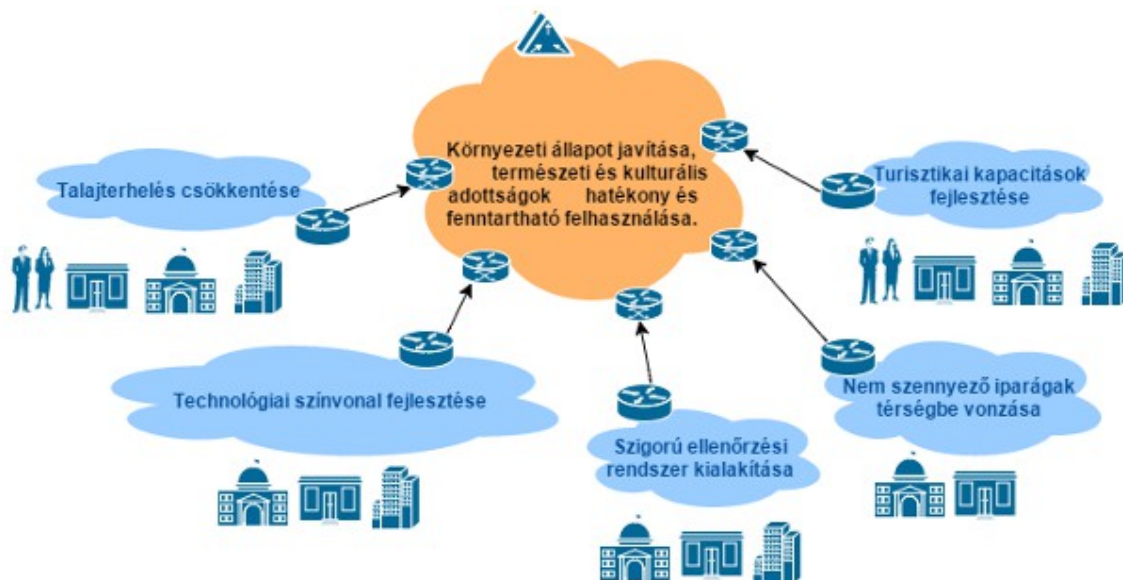 Környezeti állapot javítása,
természeti és kulturális
adottságok hatékony és
fenntartható felhasználása.
Talajterhelés csökkentése
Turisztikai kapacitások
fejlesztése
Technológiai színvonal fejlesztése
Szigorú ellenőrzési
rendszer kialakítása
Nem szennyező iparágak
térségbe vonzása